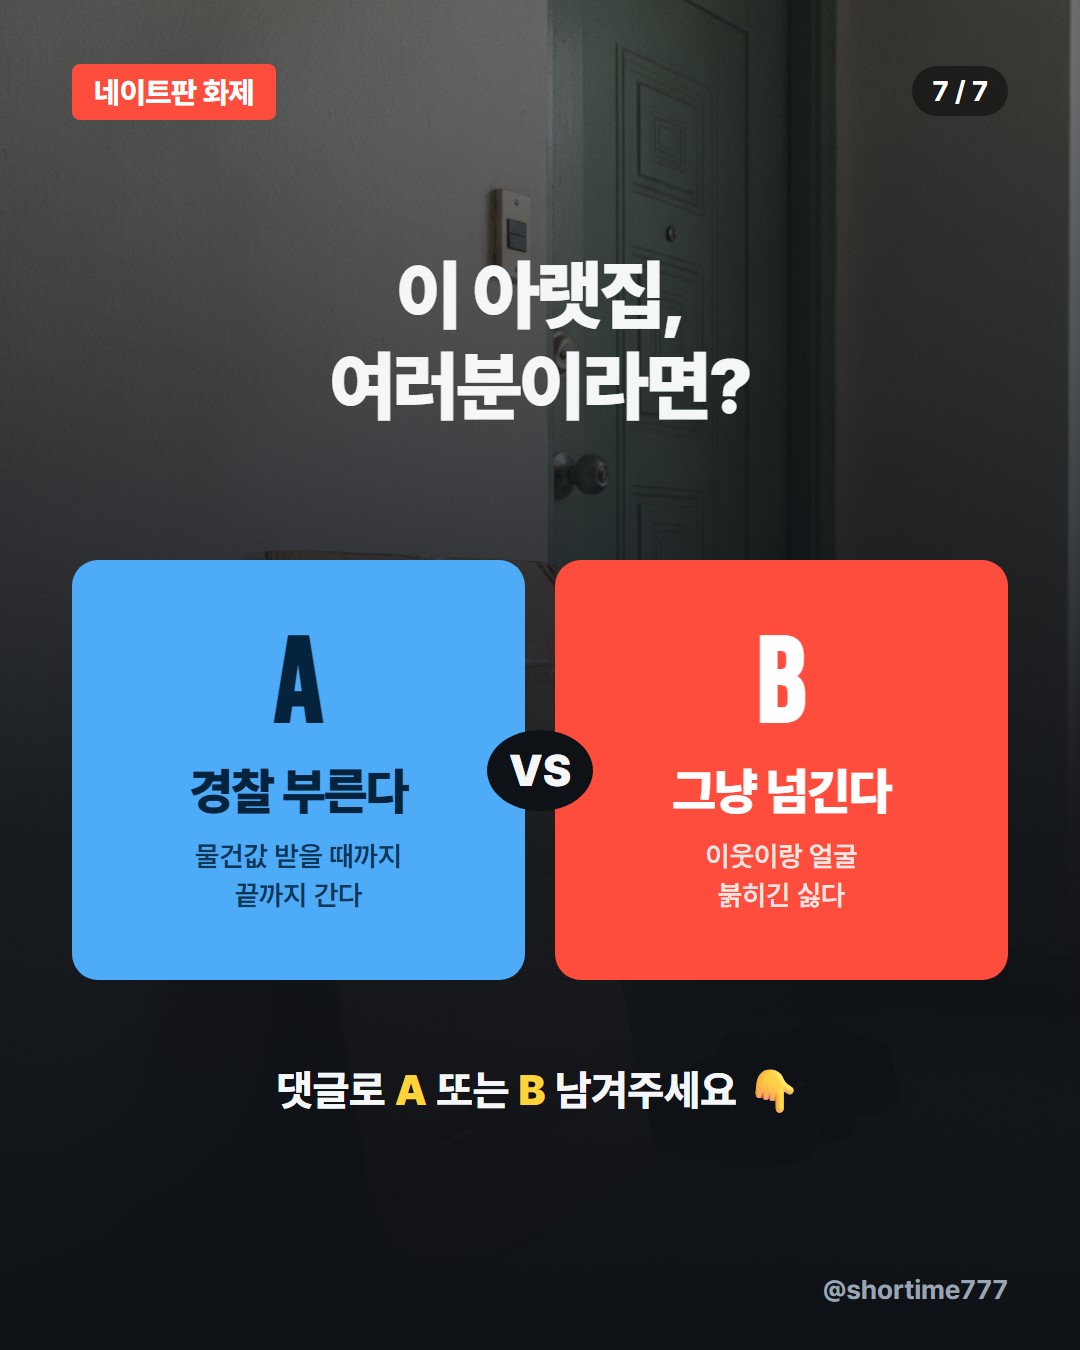 네이트판 화제
7 / 7
이 아랫집,
여러분이라면?
A
경찰 부른다
물건값 받을 때까지
끝까지 간다
VS
B
그냥 넘긴다
이웃이랑 얼굴
붉히긴 싫다
댓글로 A 또는 B 남겨주세요 👇
@shortime777